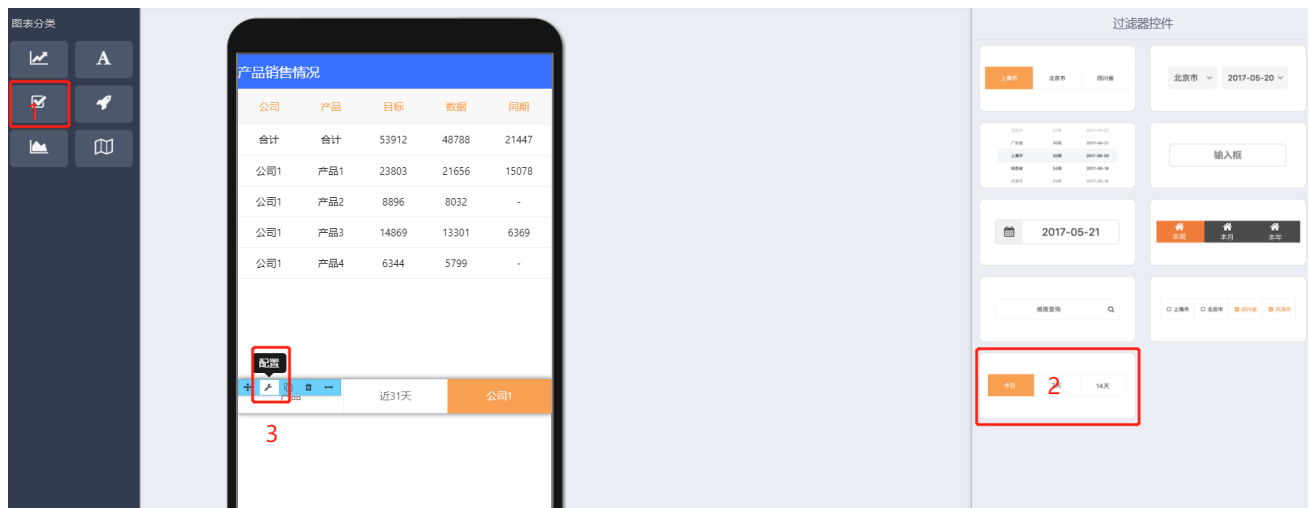 图表分类
A
1
产品销售情况
公司 产品 目标 数据 同期
合计 合计 53912 48788 21447
公司1 产品1 23803 21656 15078
公司1 产品2 8896 8032 -
公司1 产品3 14869 13301 6369
公司1 产品4 6344 5799 -
配置
近31天 公司1
3
过滤器控件
上海市 北京市 四川省
北京市 2017-05-20
输入框
2017-05-21
本周 本月 本年
维度查询
上海市 北京市 四川省
今日 14天
2